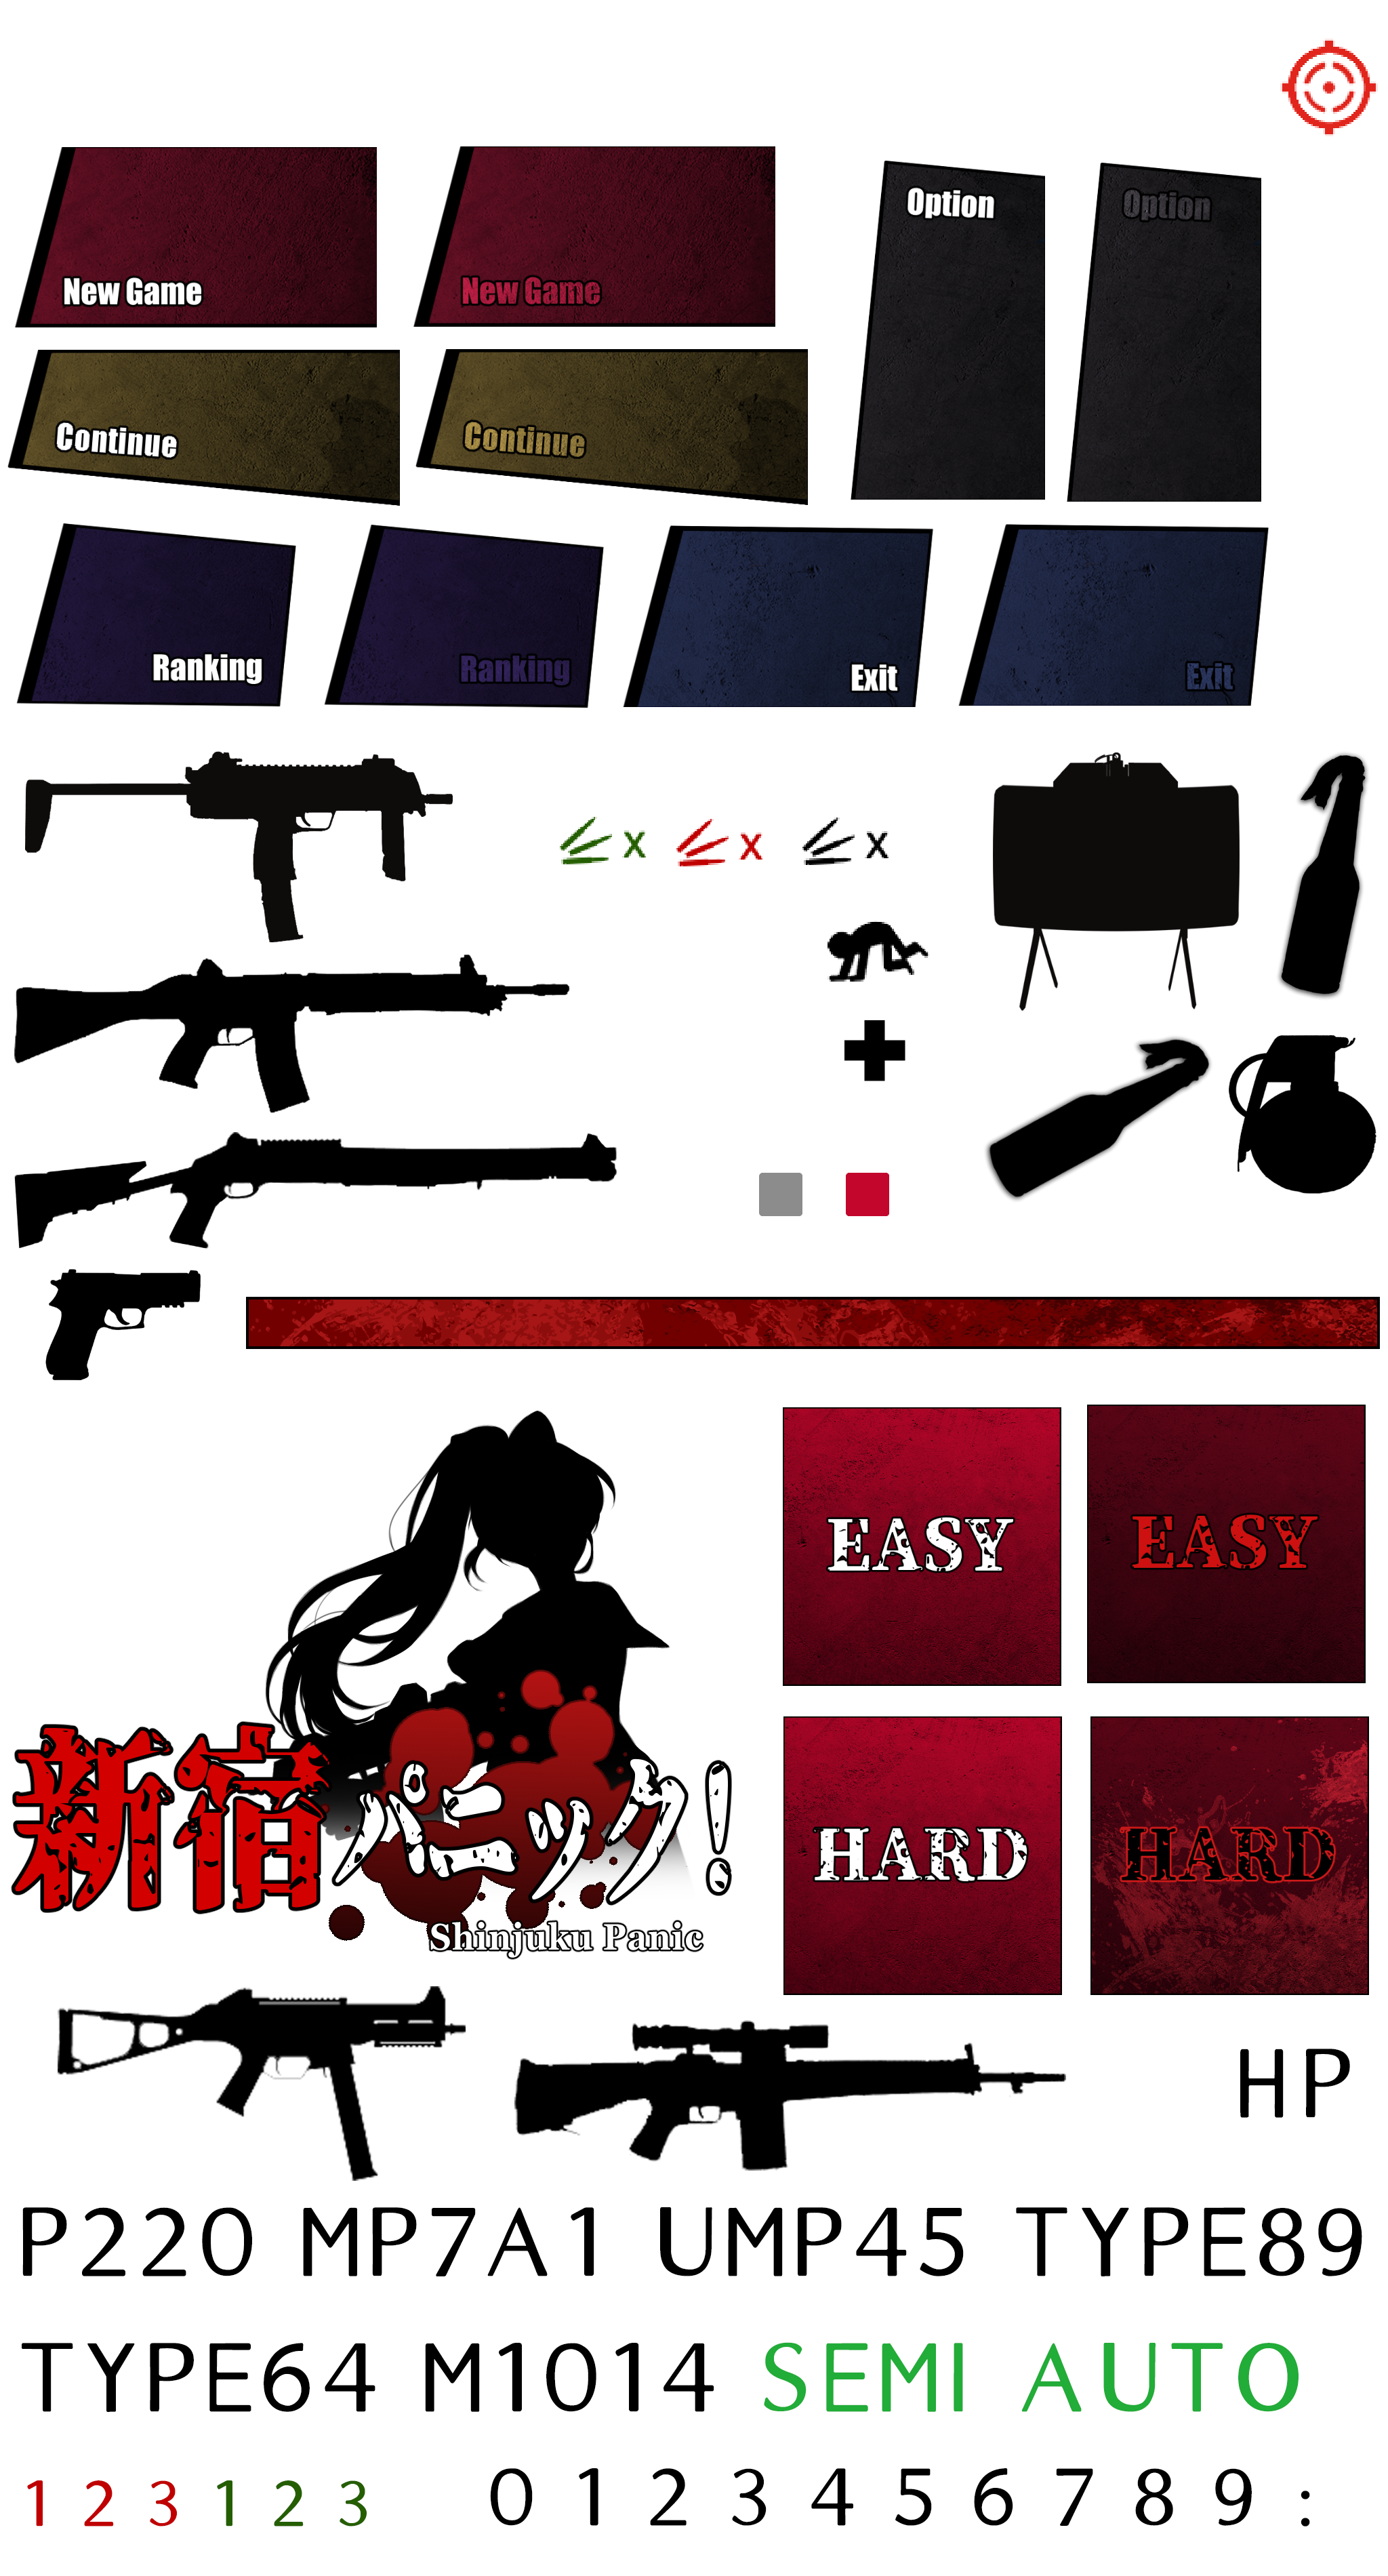 Option Option
New Game New Game
Continue Continue
Ranking Ranking Exit Exit
x x x
EASY EASY
新宿パニック!
Shinjuku Panic
HARD HARD
HP
P220 MP7A1 UMP45 TYPE89
TYPE64 M1014 SEMI AUTO
1 2 3 1 2 3 0 1 2 3 4 5 6 7 8 9 :